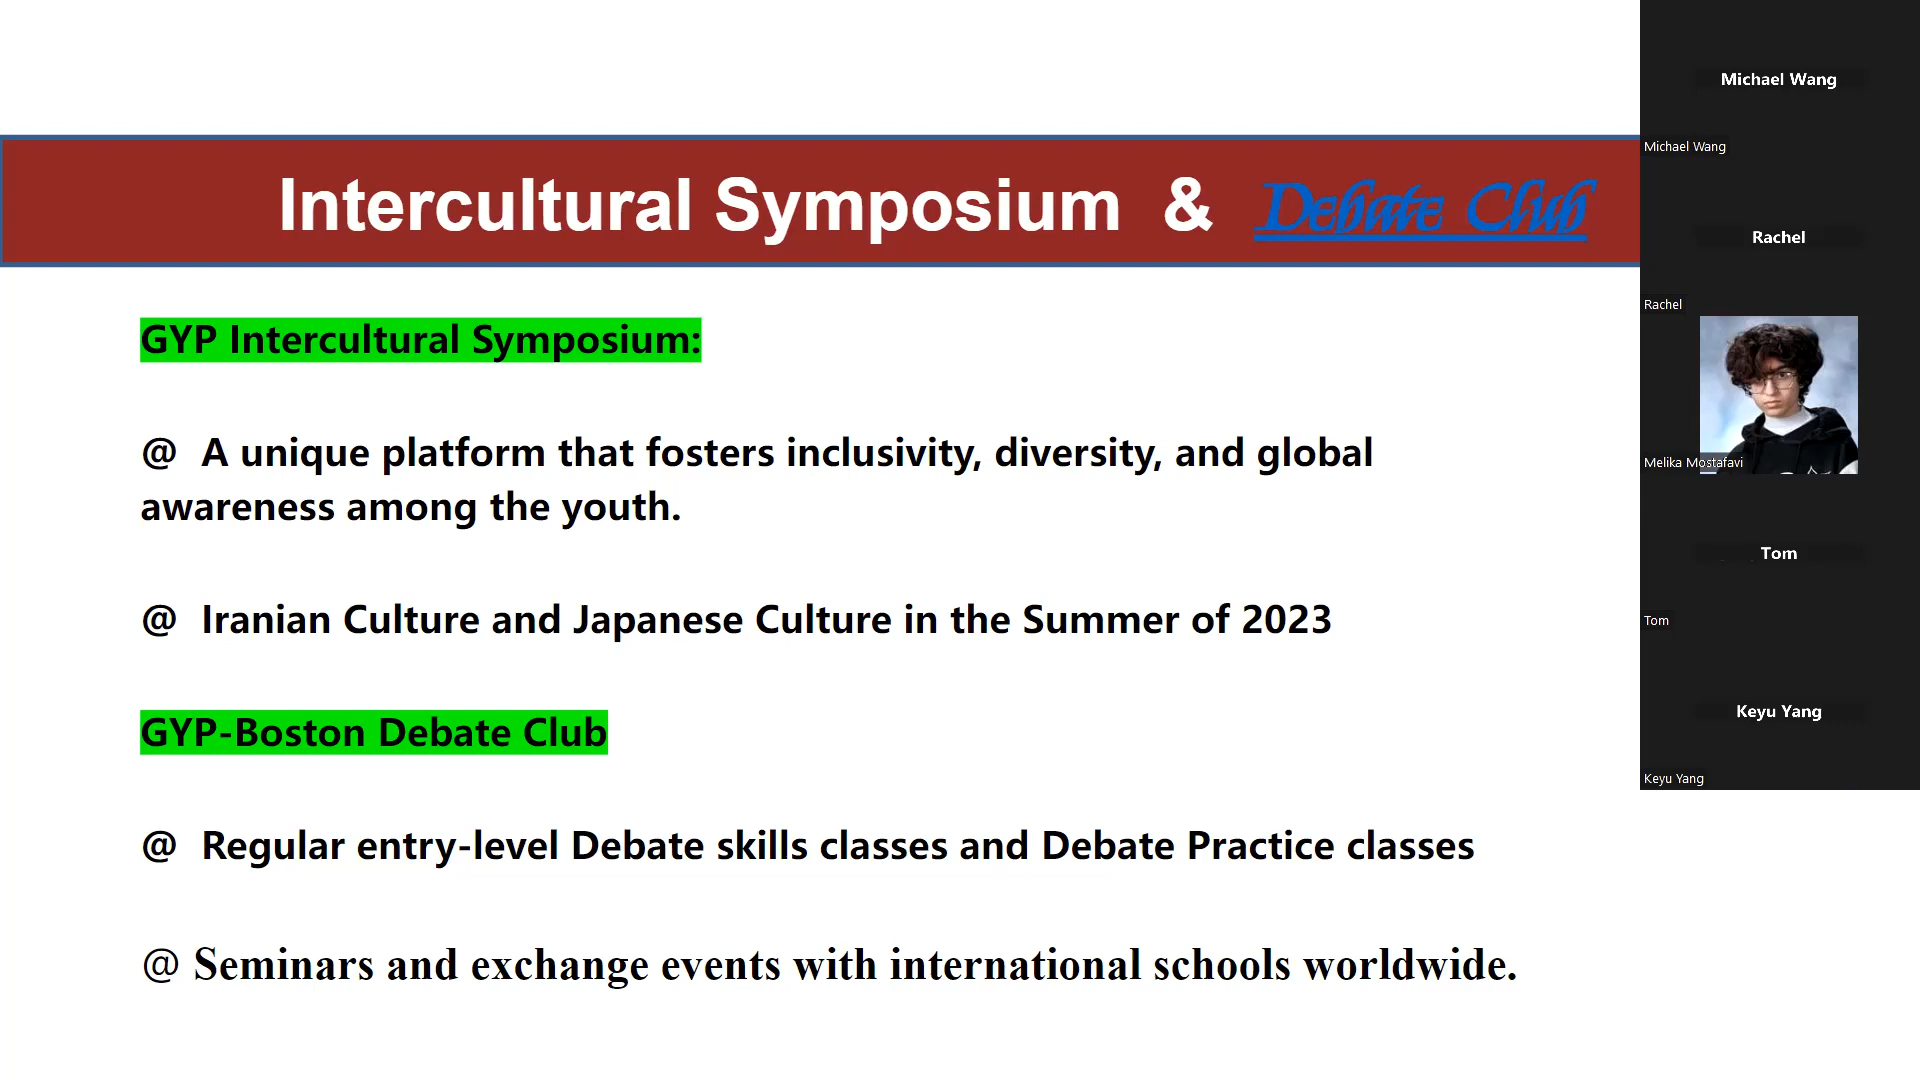 Intercultural Symposium & Debate Club
GYP Intercultural Symposium:
@ A unique platform that fosters inclusivity, diversity, and global
awareness among the youth.
@ Iranian Culture and Japanese Culture in the Summer of 2023
GYP-Boston Debate Club
@ Regular entry-level Debate skills classes and Debate Practice classes
@ Seminars and exchange events with international schools worldwide.
Michael Wang
Michael Wang
Rachel
Rachel
Melika Mostafavi
Tom
Tom
Keyu Yang
Keyu Yang